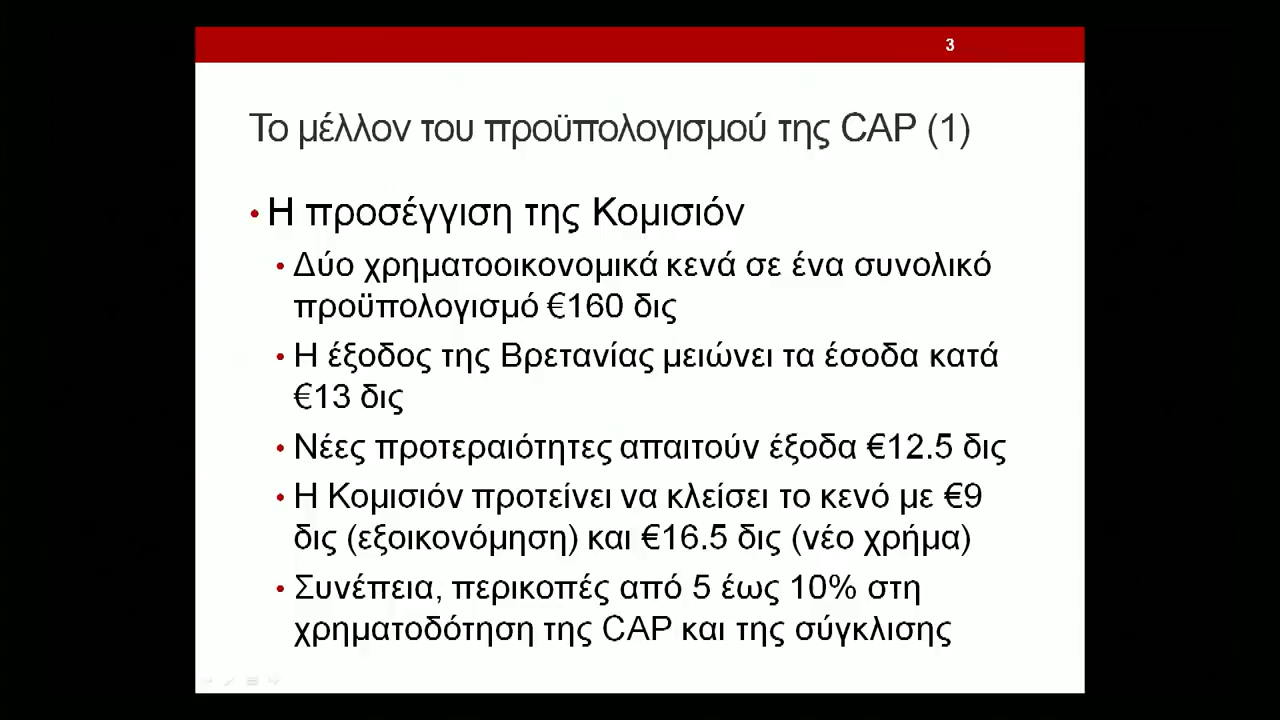 3
Το μέλλον του προϋπολογισμού της CAP (1)
• Η προσέγγιση της Κομισιόν
• Δύο χρηματοοικονομικά κενά σε ένα συνολικό
προϋπολογισμό €160 δις
• Η έξοδος της Βρετανίας μειώνει τα έσοδα κατά
€13 δις
• Νέες προτεραιότητες απαιτούν έξοδα €12.5 δις
• Η Κομισιόν προτείνει να κλείσει το κενό με €9
δις (εξοικονόμηση) και €16.5 δις (νέο χρήμα)
• Συνέπεια, περικοπές από 5 έως 10% στη
χρηματοδότηση της CAP και της σύγκλισης